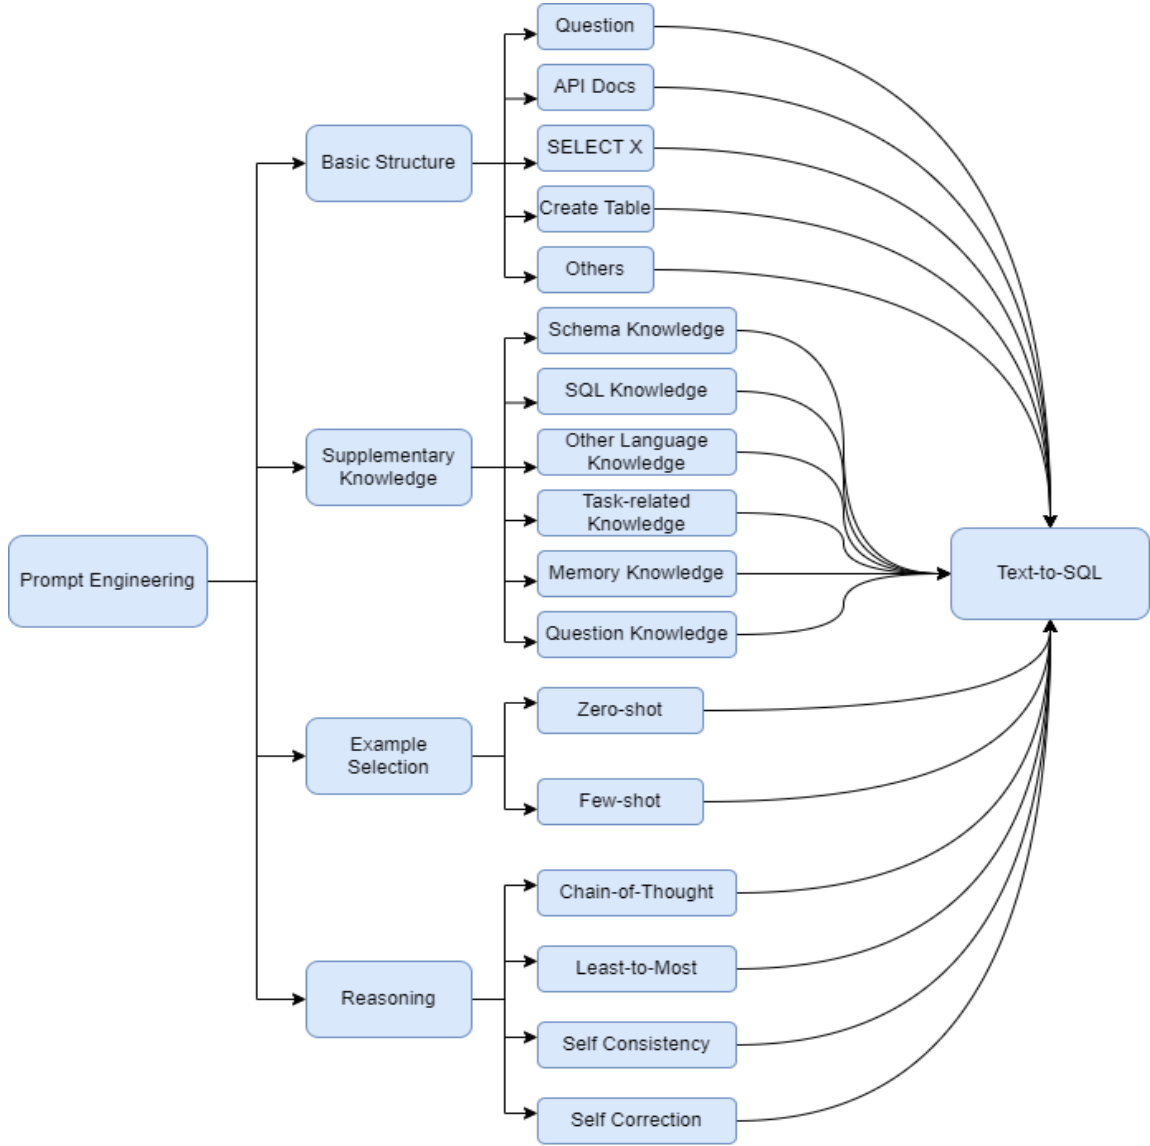 Prompt Engineering
Basic Structure
Question
API Docs
SELECT X
Create Table
Others
Supplementary
Knowledge
Schema Knowledge
SQL Knowledge
Other Language
Knowledge
Task-related
Knowledge
Memory Knowledge
Question Knowledge
Example
Selection
Zero-shot
Few-shot
Reasoning
Chain-of-Thought
Least-to-Most
Self Consistency
Self Correction
Text-to-SQL